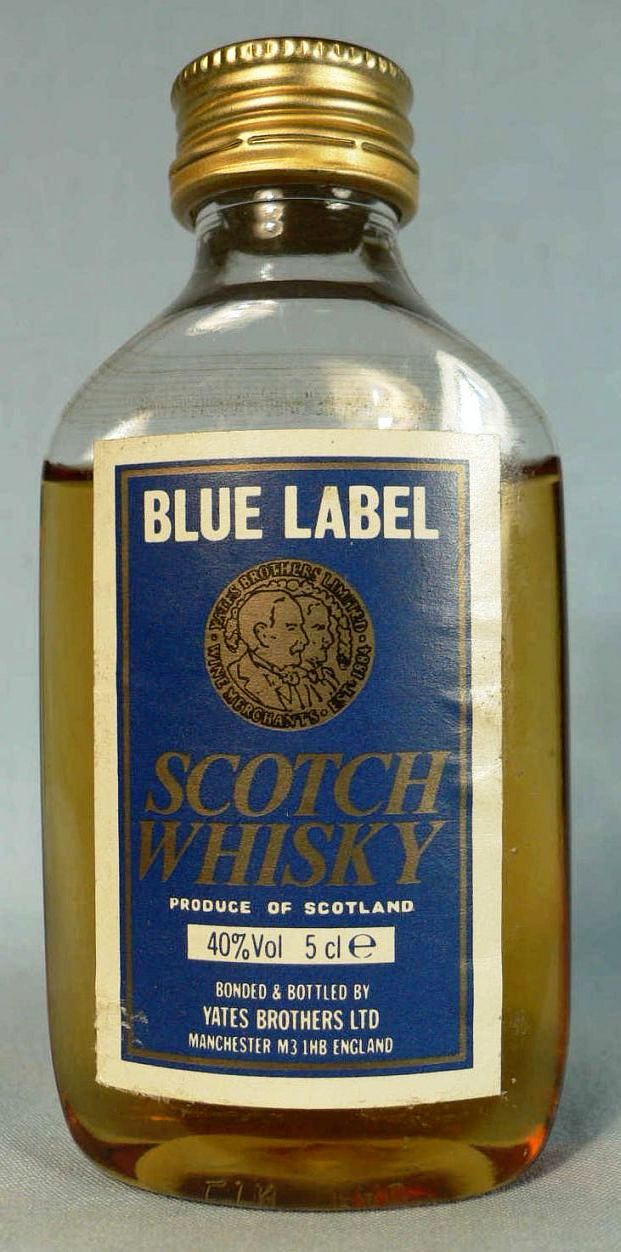 BLUE LABEL
YATES BROTHERS LIMITED
WINE MERCHANTS · EST. 1884
SCOTCH
WHISKY
PRODUCE OF SCOTLAND
40%Vol 5 cl ℮
BONDED & BOTTLED BY
YATES BROTHERS LTD
MANCHESTER M3 1HB ENGLAND